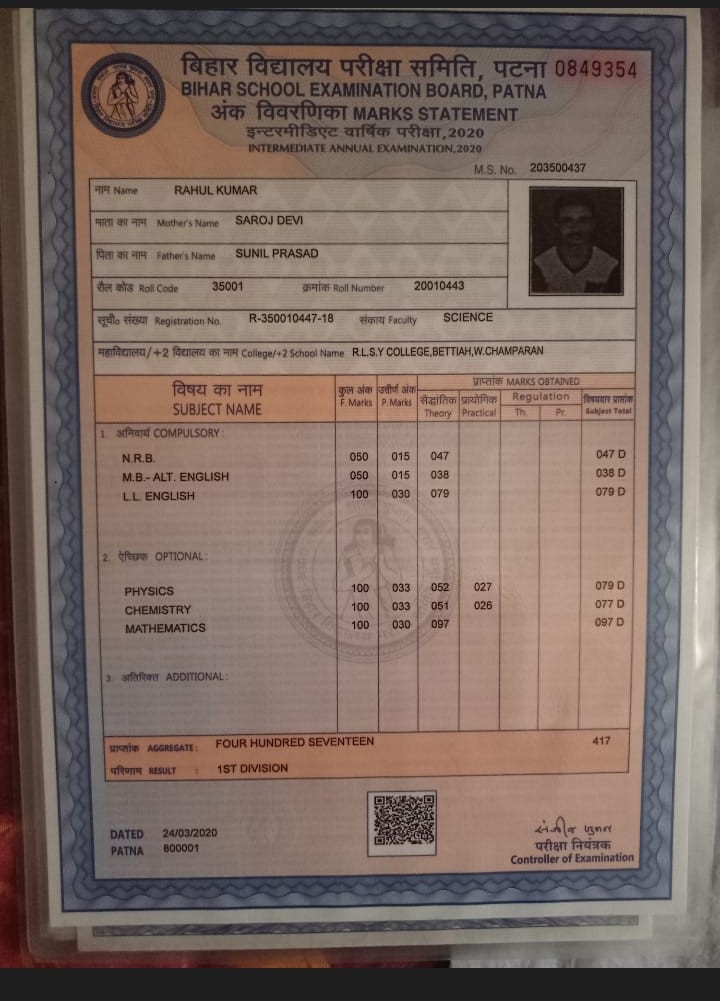 बिहार विद्यालय परीक्षा समिति, पटना 0849354
BIHAR SCHOOL EXAMINATION BOARD, PATNA
अंक विवरणिका MARKS STATEMENT
इन्टरमीडिएट वार्षिक परीक्षा, 2020
INTERMEDIATE ANNUAL EXAMINATION, 2020
M.S. No. 203500437
नाम Name RAHUL KUMAR
माता का नाम Mother's Name SAROJ DEVI
पिता का नाम Father's Name SUNIL PRASAD
रौल कोड Roll Code 35001 क्रमांक Roll Number 20010443
सूची० संख्या Registration No. R-350010447-18 संकाय Faculty SCIENCE
महाविद्यालय/+2 विद्यालय का नाम College/+2 School Name R.L.S.Y COLLEGE,BETTIAH,W.CHAMPARAN
विषय का नाम SUBJECT NAME कुल अंक F. Marks उत्तीर्ण अंक P. Marks प्राप्तांक MARKS OBTAINED
सैद्धांतिक Theory प्रायोगिक Practical Regulation Th. Pr. विषयवार प्राप्तांक Subject Total
1. अनिवार्य COMPULSORY :
N.R.B. 050 015 047 047 D
M.B.- ALT. ENGLISH 050 015 038 038 D
L.L. ENGLISH 100 030 079 079 D
2. ऐच्छिक OPTIONAL :
PHYSICS 100 033 052 027 079 D
CHEMISTRY 100 033 051 026 077 D
MATHEMATICS 100 030 097 097 D
3. अतिरिक्त ADDITIONAL :
प्राप्तांक AGGREGATE : FOUR HUNDRED SEVENTEEN 417
परिणाम RESULT : 1ST DIVISION
DATED 24/03/2020
PATNA 800001
परीक्षा नियंत्रक
Controller of Examination